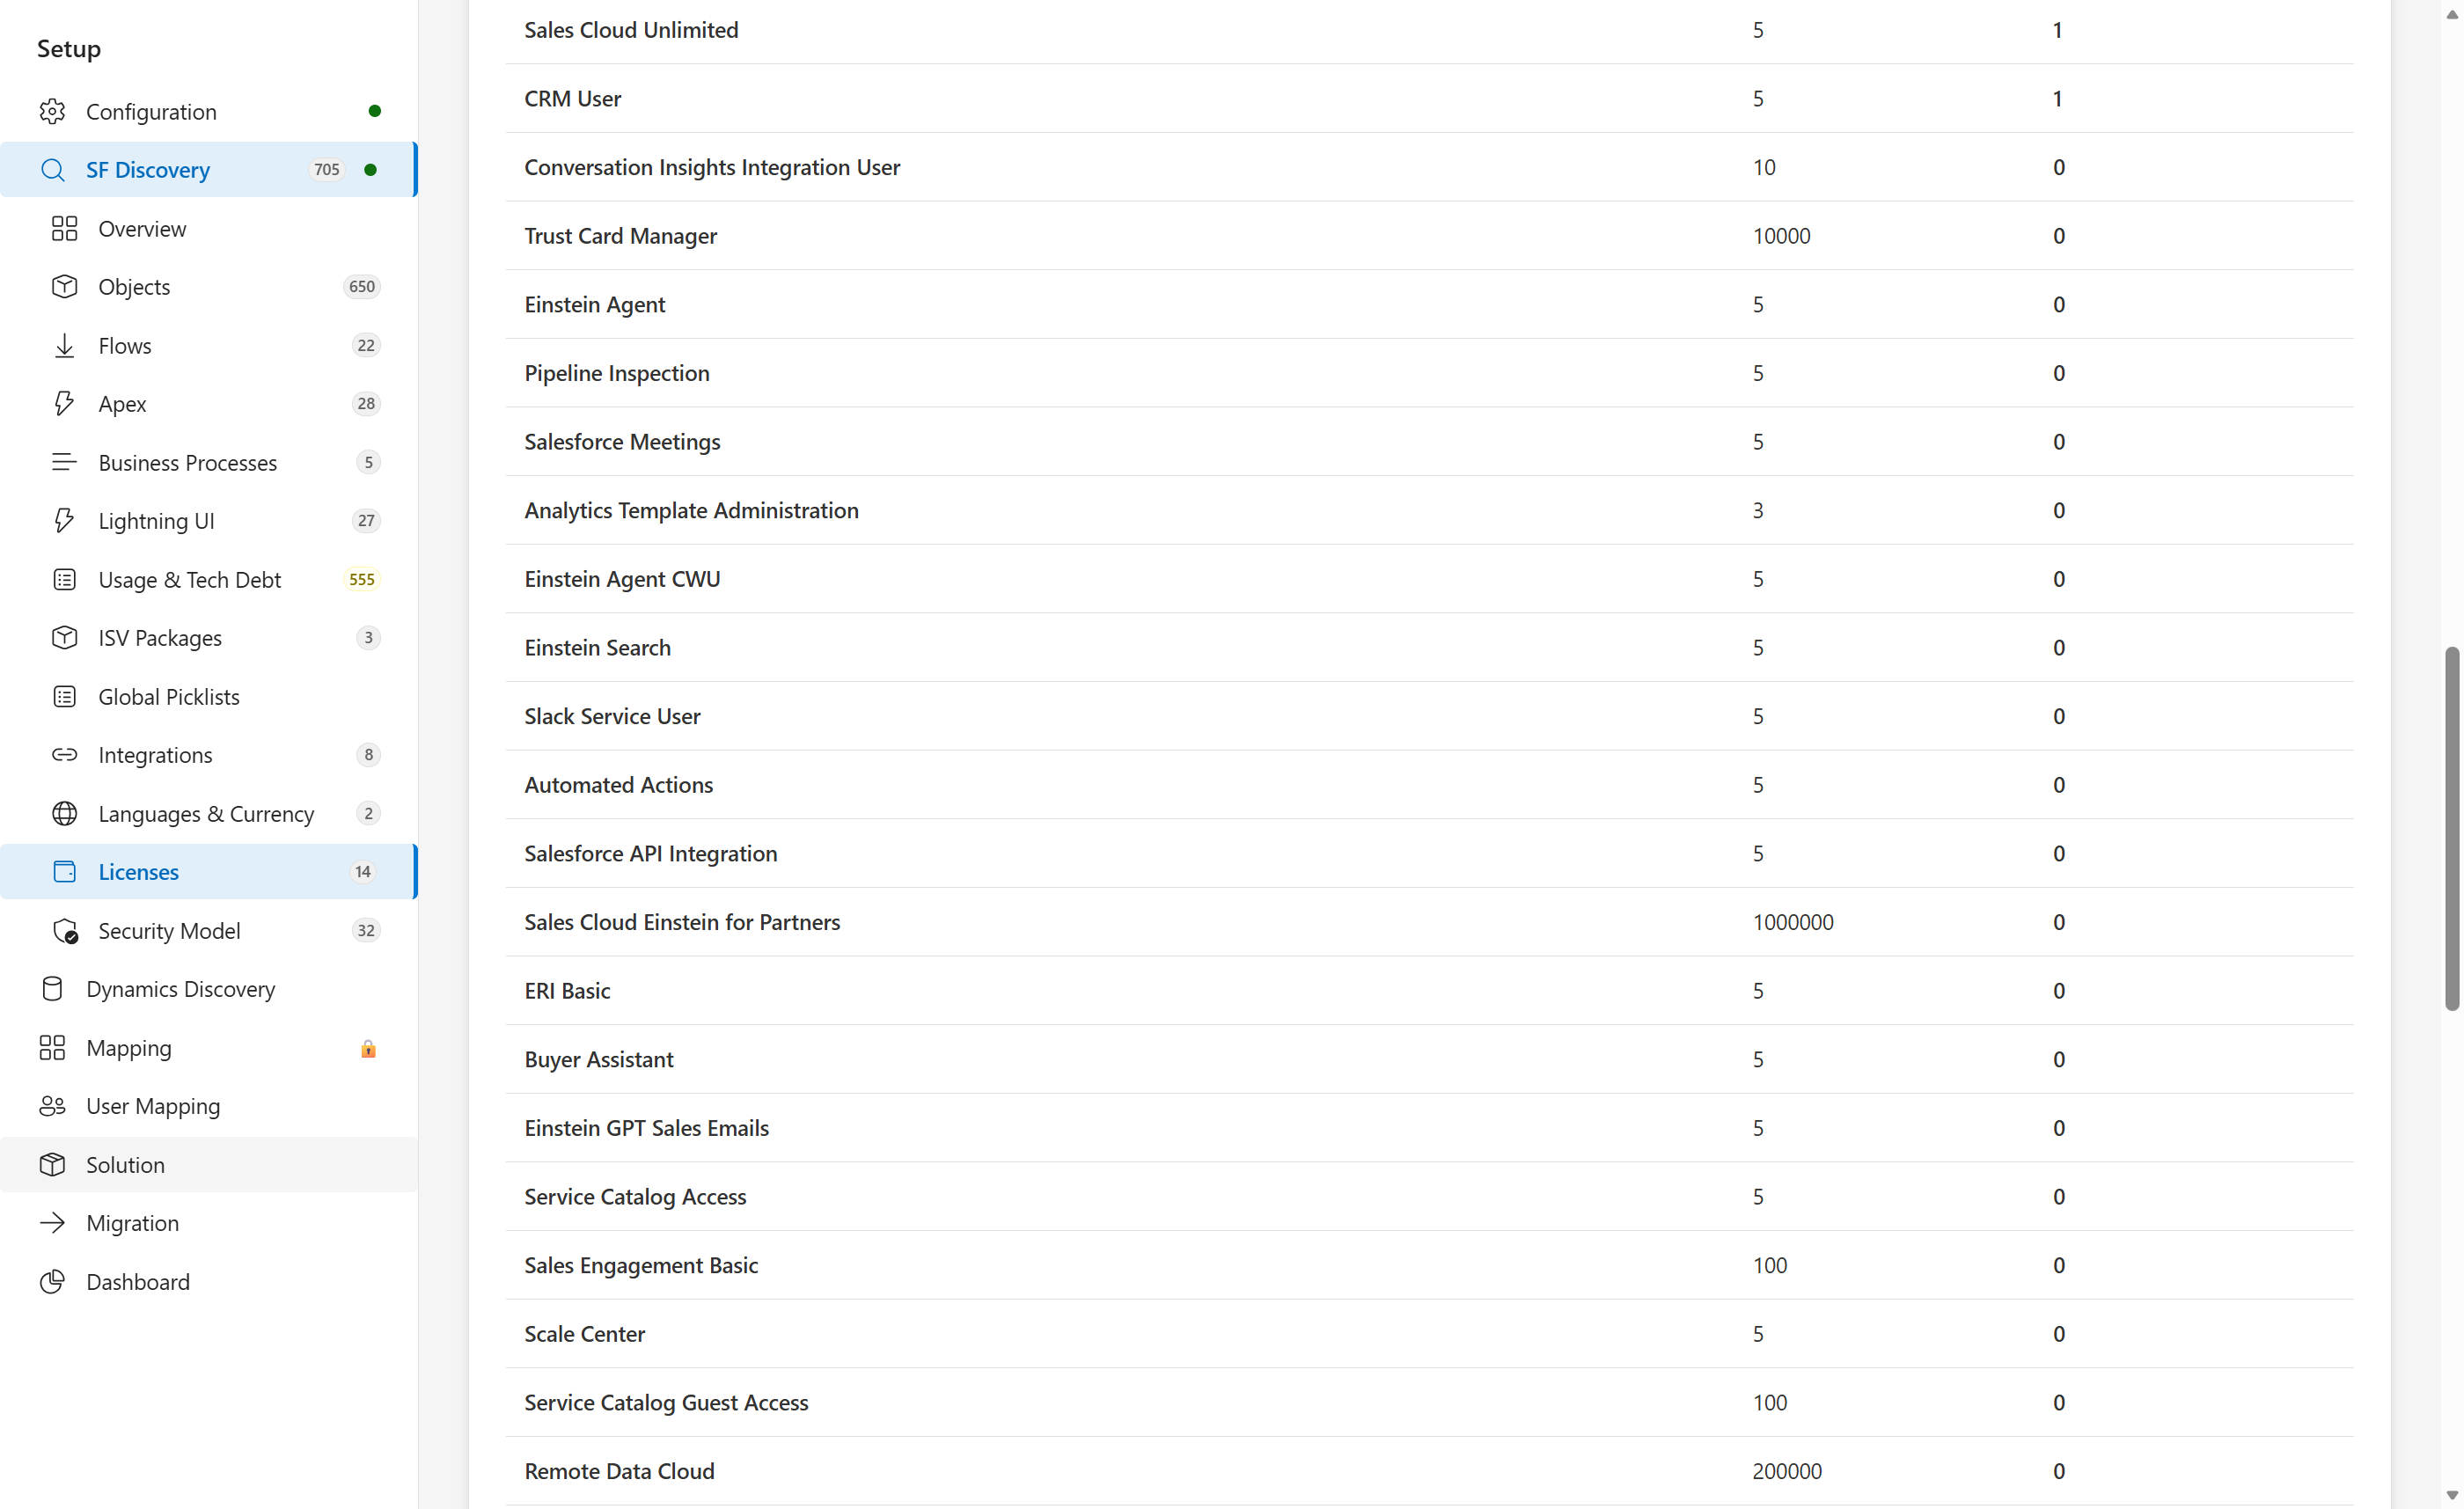 Setup
Configuration
SF Discovery 705
Overview
Objects 650
Flows 22
Apex 28
Business Processes 5
Lightning UI 27
Usage & Tech Debt 555
ISV Packages 3
Global Picklists
Integrations 8
Languages & Currency 2
Licenses 14
Security Model 32
Dynamics Discovery
Mapping
User Mapping
Solution
Migration
Dashboard
Sales Cloud Unlimited 5 1
CRM User 5 1
Conversation Insights Integration User 10 0
Trust Card Manager 10000 0
Einstein Agent 5 0
Pipeline Inspection 5 0
Salesforce Meetings 5 0
Analytics Template Administration 3 0
Einstein Agent CWU 5 0
Einstein Search 5 0
Slack Service User 5 0
Automated Actions 5 0
Salesforce API Integration 5 0
Sales Cloud Einstein for Partners 1000000 0
ERI Basic 5 0
Buyer Assistant 5 0
Einstein GPT Sales Emails 5 0
Service Catalog Access 5 0
Sales Engagement Basic 100 0
Scale Center 5 0
Service Catalog Guest Access 100 0
Remote Data Cloud 200000 0